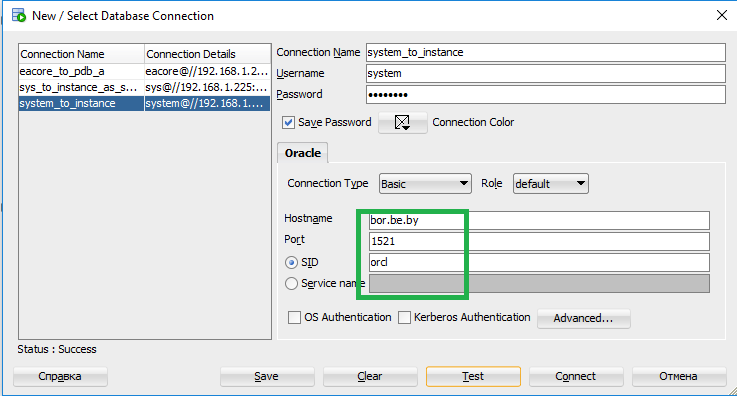 New / Select Database Connection
Connection Name Connection Details
eacore_to_pdb_a eacore@//192.168.1.2...
sys_to_instance_as_s... sys@//192.168.1.225:...
system_to_instance system@//192.168.1....
Connection Name system_to_instance
Username system
Password ••••••••
Save Password Connection Color
Oracle
Connection Type Basic Role default
Hostname bor.be.by
Port 1521
SID orcl
Service name
OS Authentication Kerberos Authentication Advanced...
Status : Success
Справка Save Clear Test Connect Отмена